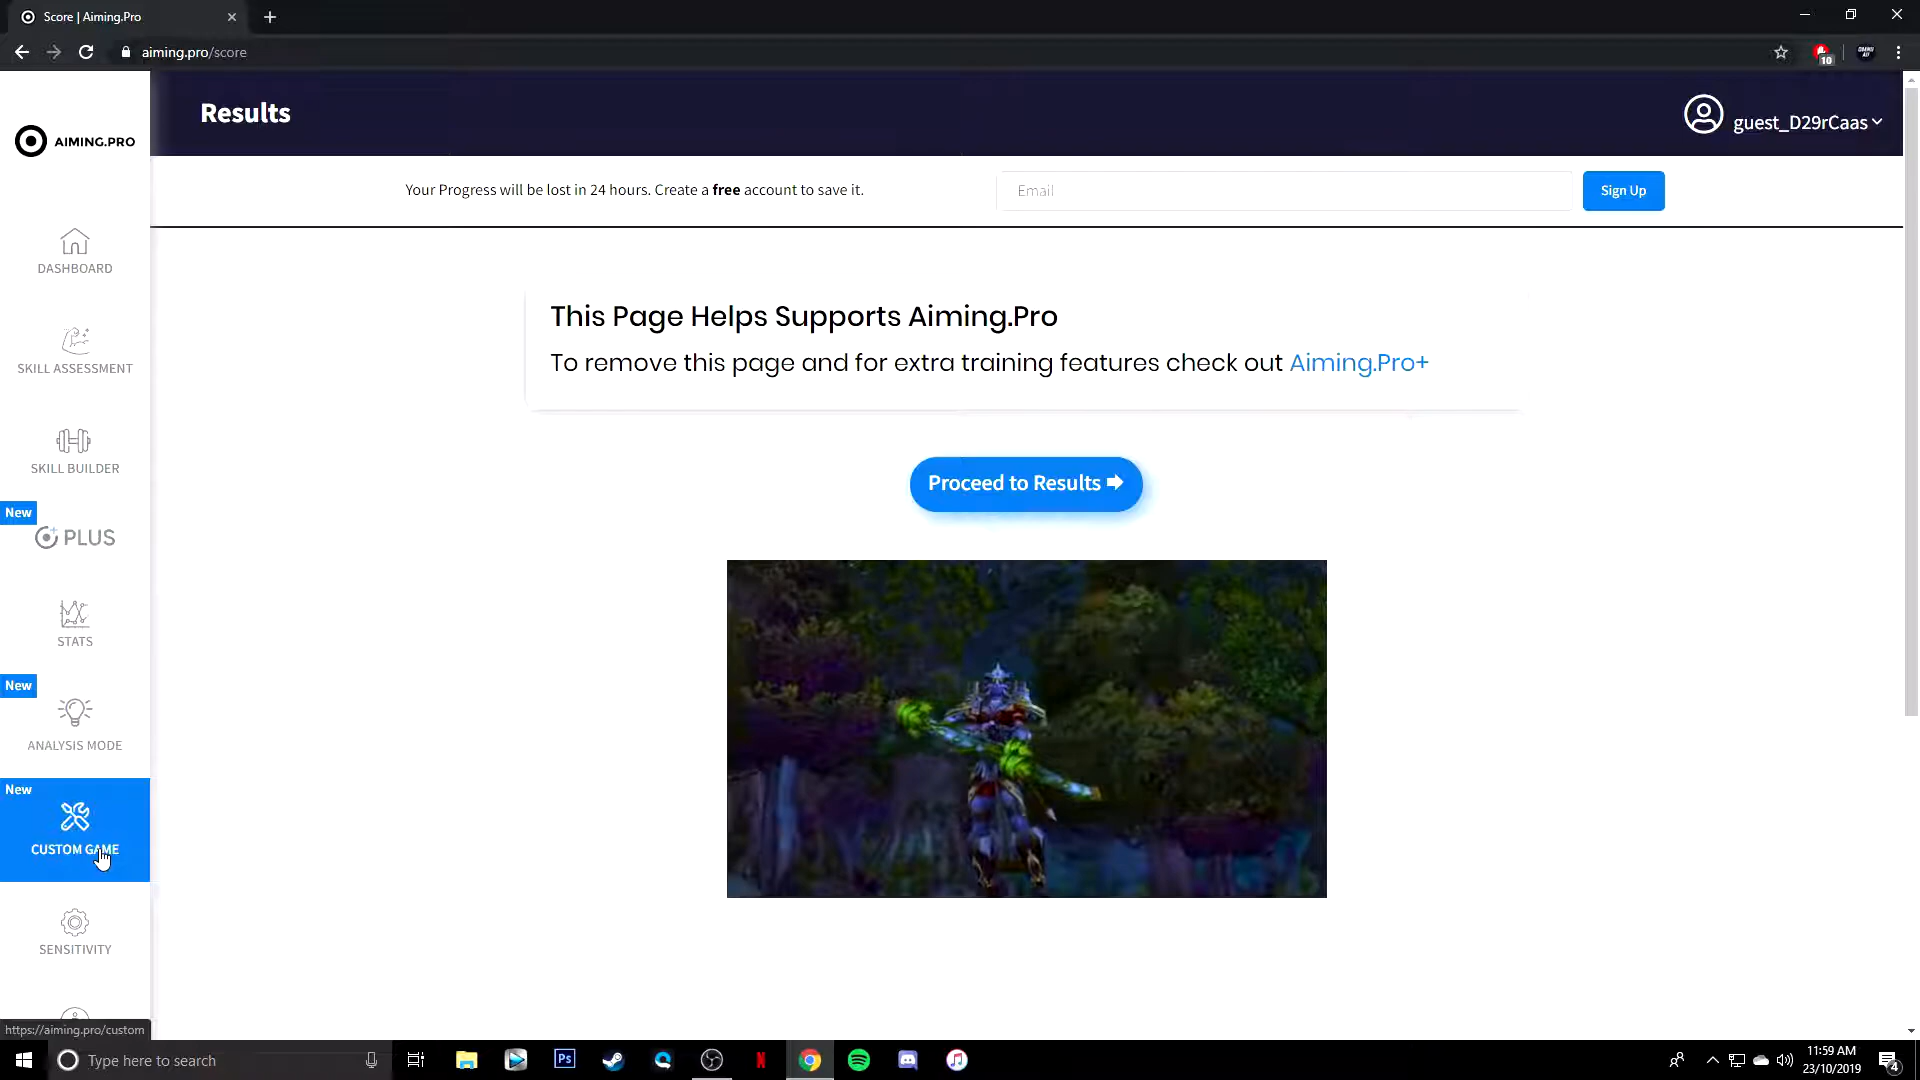 Score | Aiming.Pro
aiming.pro/score
10
AIMING.PRO
Results
guest_D29rCaas
Your Progress will be lost in 24 hours. Create a free account to save it.
Email
Sign Up
DASHBOARD
SKILL ASSESSMENT
SKILL BUILDER
New
PLUS
STATS
New
ANALYSIS MODE
New
CUSTOM GAME
SENSITIVITY
This Page Helps Supports Aiming.Pro
To remove this page and for extra training features check out Aiming.Pro+
Proceed to Results
https://aiming.pro/custom
Type here to search
Ps
11:59 AM
23/10/2019
4